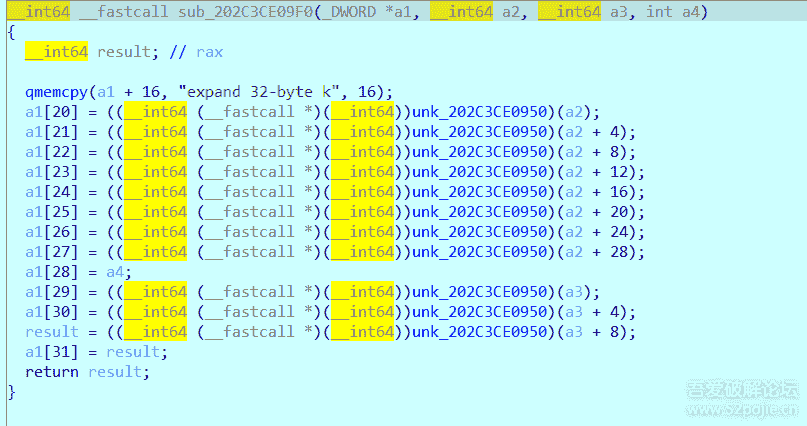 __int64 __fastcall sub_202C3CE09F0(_DWORD *a1, __int64 a2, __int64 a3, int a4)
{
  __int64 result; // rax

  qmemcpy(a1 + 16, "expand 32-byte k", 16);
  a1[20] = ((__int64 (__fastcall *)(__int64))unk_202C3CE0950)(a2);
  a1[21] = ((__int64 (__fastcall *)(__int64))unk_202C3CE0950)(a2 + 4);
  a1[22] = ((__int64 (__fastcall *)(__int64))unk_202C3CE0950)(a2 + 8);
  a1[23] = ((__int64 (__fastcall *)(__int64))unk_202C3CE0950)(a2 + 12);
  a1[24] = ((__int64 (__fastcall *)(__int64))unk_202C3CE0950)(a2 + 16);
  a1[25] = ((__int64 (__fastcall *)(__int64))unk_202C3CE0950)(a2 + 20);
  a1[26] = ((__int64 (__fastcall *)(__int64))unk_202C3CE0950)(a2 + 24);
  a1[27] = ((__int64 (__fastcall *)(__int64))unk_202C3CE0950)(a2 + 28);
  a1[28] = a4;
  a1[29] = ((__int64 (__fastcall *)(__int64))unk_202C3CE0950)(a3);
  a1[30] = ((__int64 (__fastcall *)(__int64))unk_202C3CE0950)(a3 + 4);
  result = ((__int64 (__fastcall *)(__int64))unk_202C3CE0950)(a3 + 8);
  a1[31] = result;
  return result;
}
吾爱破解论坛
www.52pojie.cn